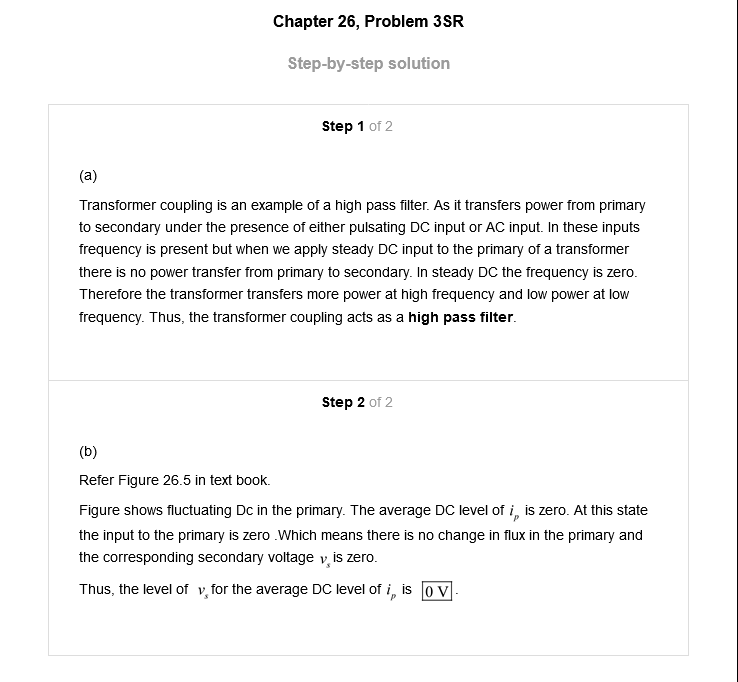 Chapter 26, Problem 3SR
Step-by-step solution
Step 1 of 2
(a)
Transformer coupling is an example of a high pass filter. As it transfers power from primary
to secondary under the presence of either pulsating DC input or AC input. In these inputs
frequency is present but when we apply steady DC input to the primary of a transformer
there is no power transfer from primary to secondary. In steady DC the frequency is zero.
Therefore the transformer transfers more power at high frequency and low power at low
frequency. Thus, the transformer coupling acts as a high pass filter.
Step 2 of 2
(b)
Refer Figure 26.5 in text book.
Figure shows fluctuating Dc in the primary. The average DC level of i_p is zero. At this state
the input to the primary is zero .Which means there is no change in flux in the primary and
the corresponding secondary voltage v_s is zero.
Thus, the level of v_s for the average DC level of i_p is 0 V.